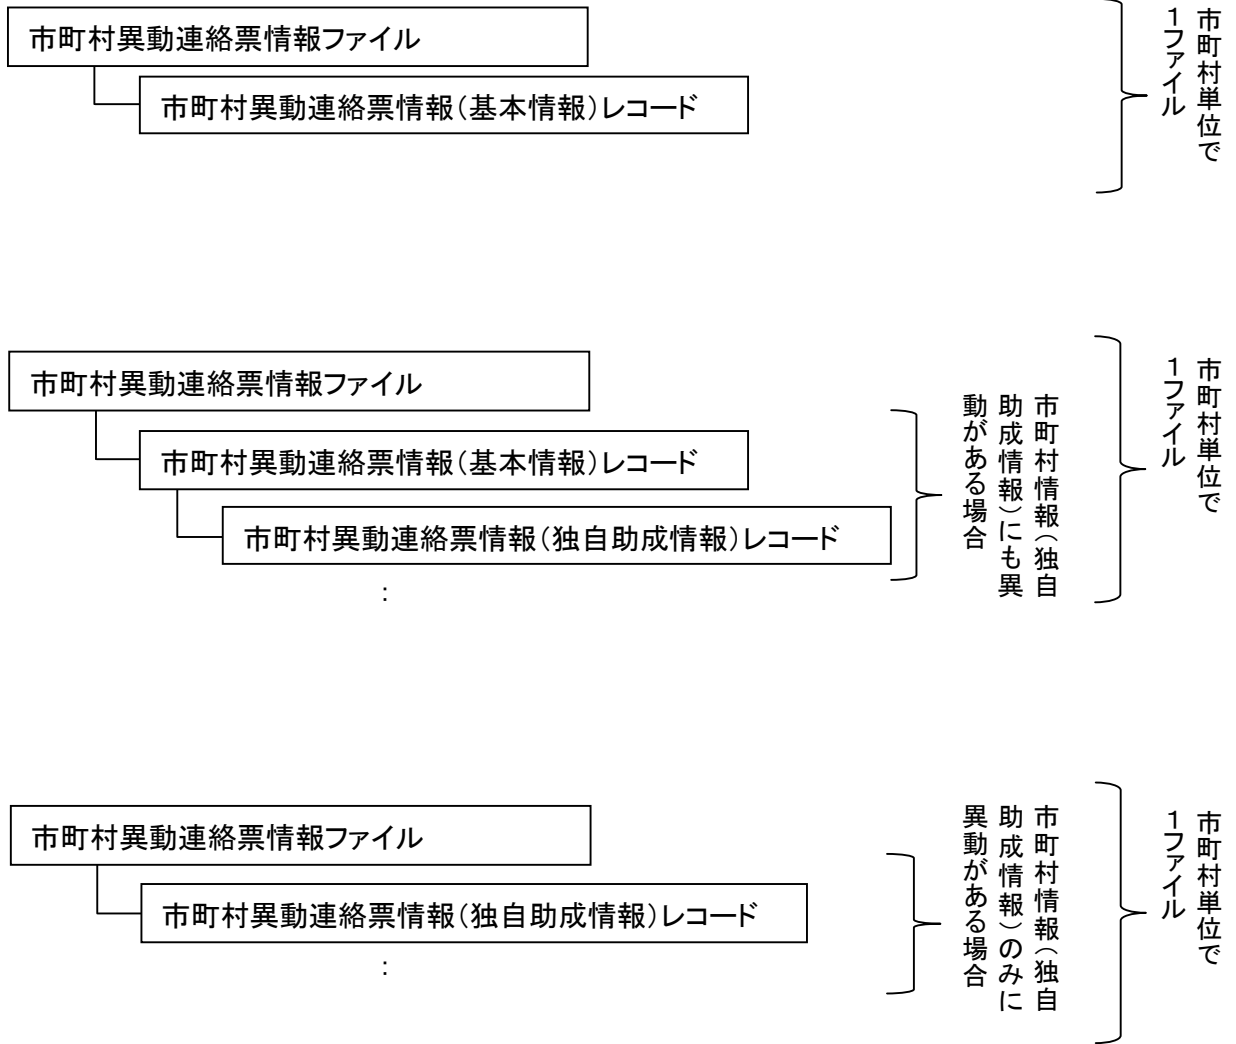 市町村異動連絡票情報ファイル
市町村異動連絡票情報(基本情報)レコード
市町村単位で
1ファイル
市町村異動連絡票情報ファイル
市町村異動連絡票情報(基本情報)レコード
市町村異動連絡票情報(独自助成情報)レコード
:
市町村情報(独自
助成情報)にも異
動がある場合
市町村単位で
1ファイル
市町村異動連絡票情報ファイル
市町村異動連絡票情報(独自助成情報)レコード
:
市町村情報(独自
助成情報)のみに
異動がある場合
市町村単位で
1ファイル